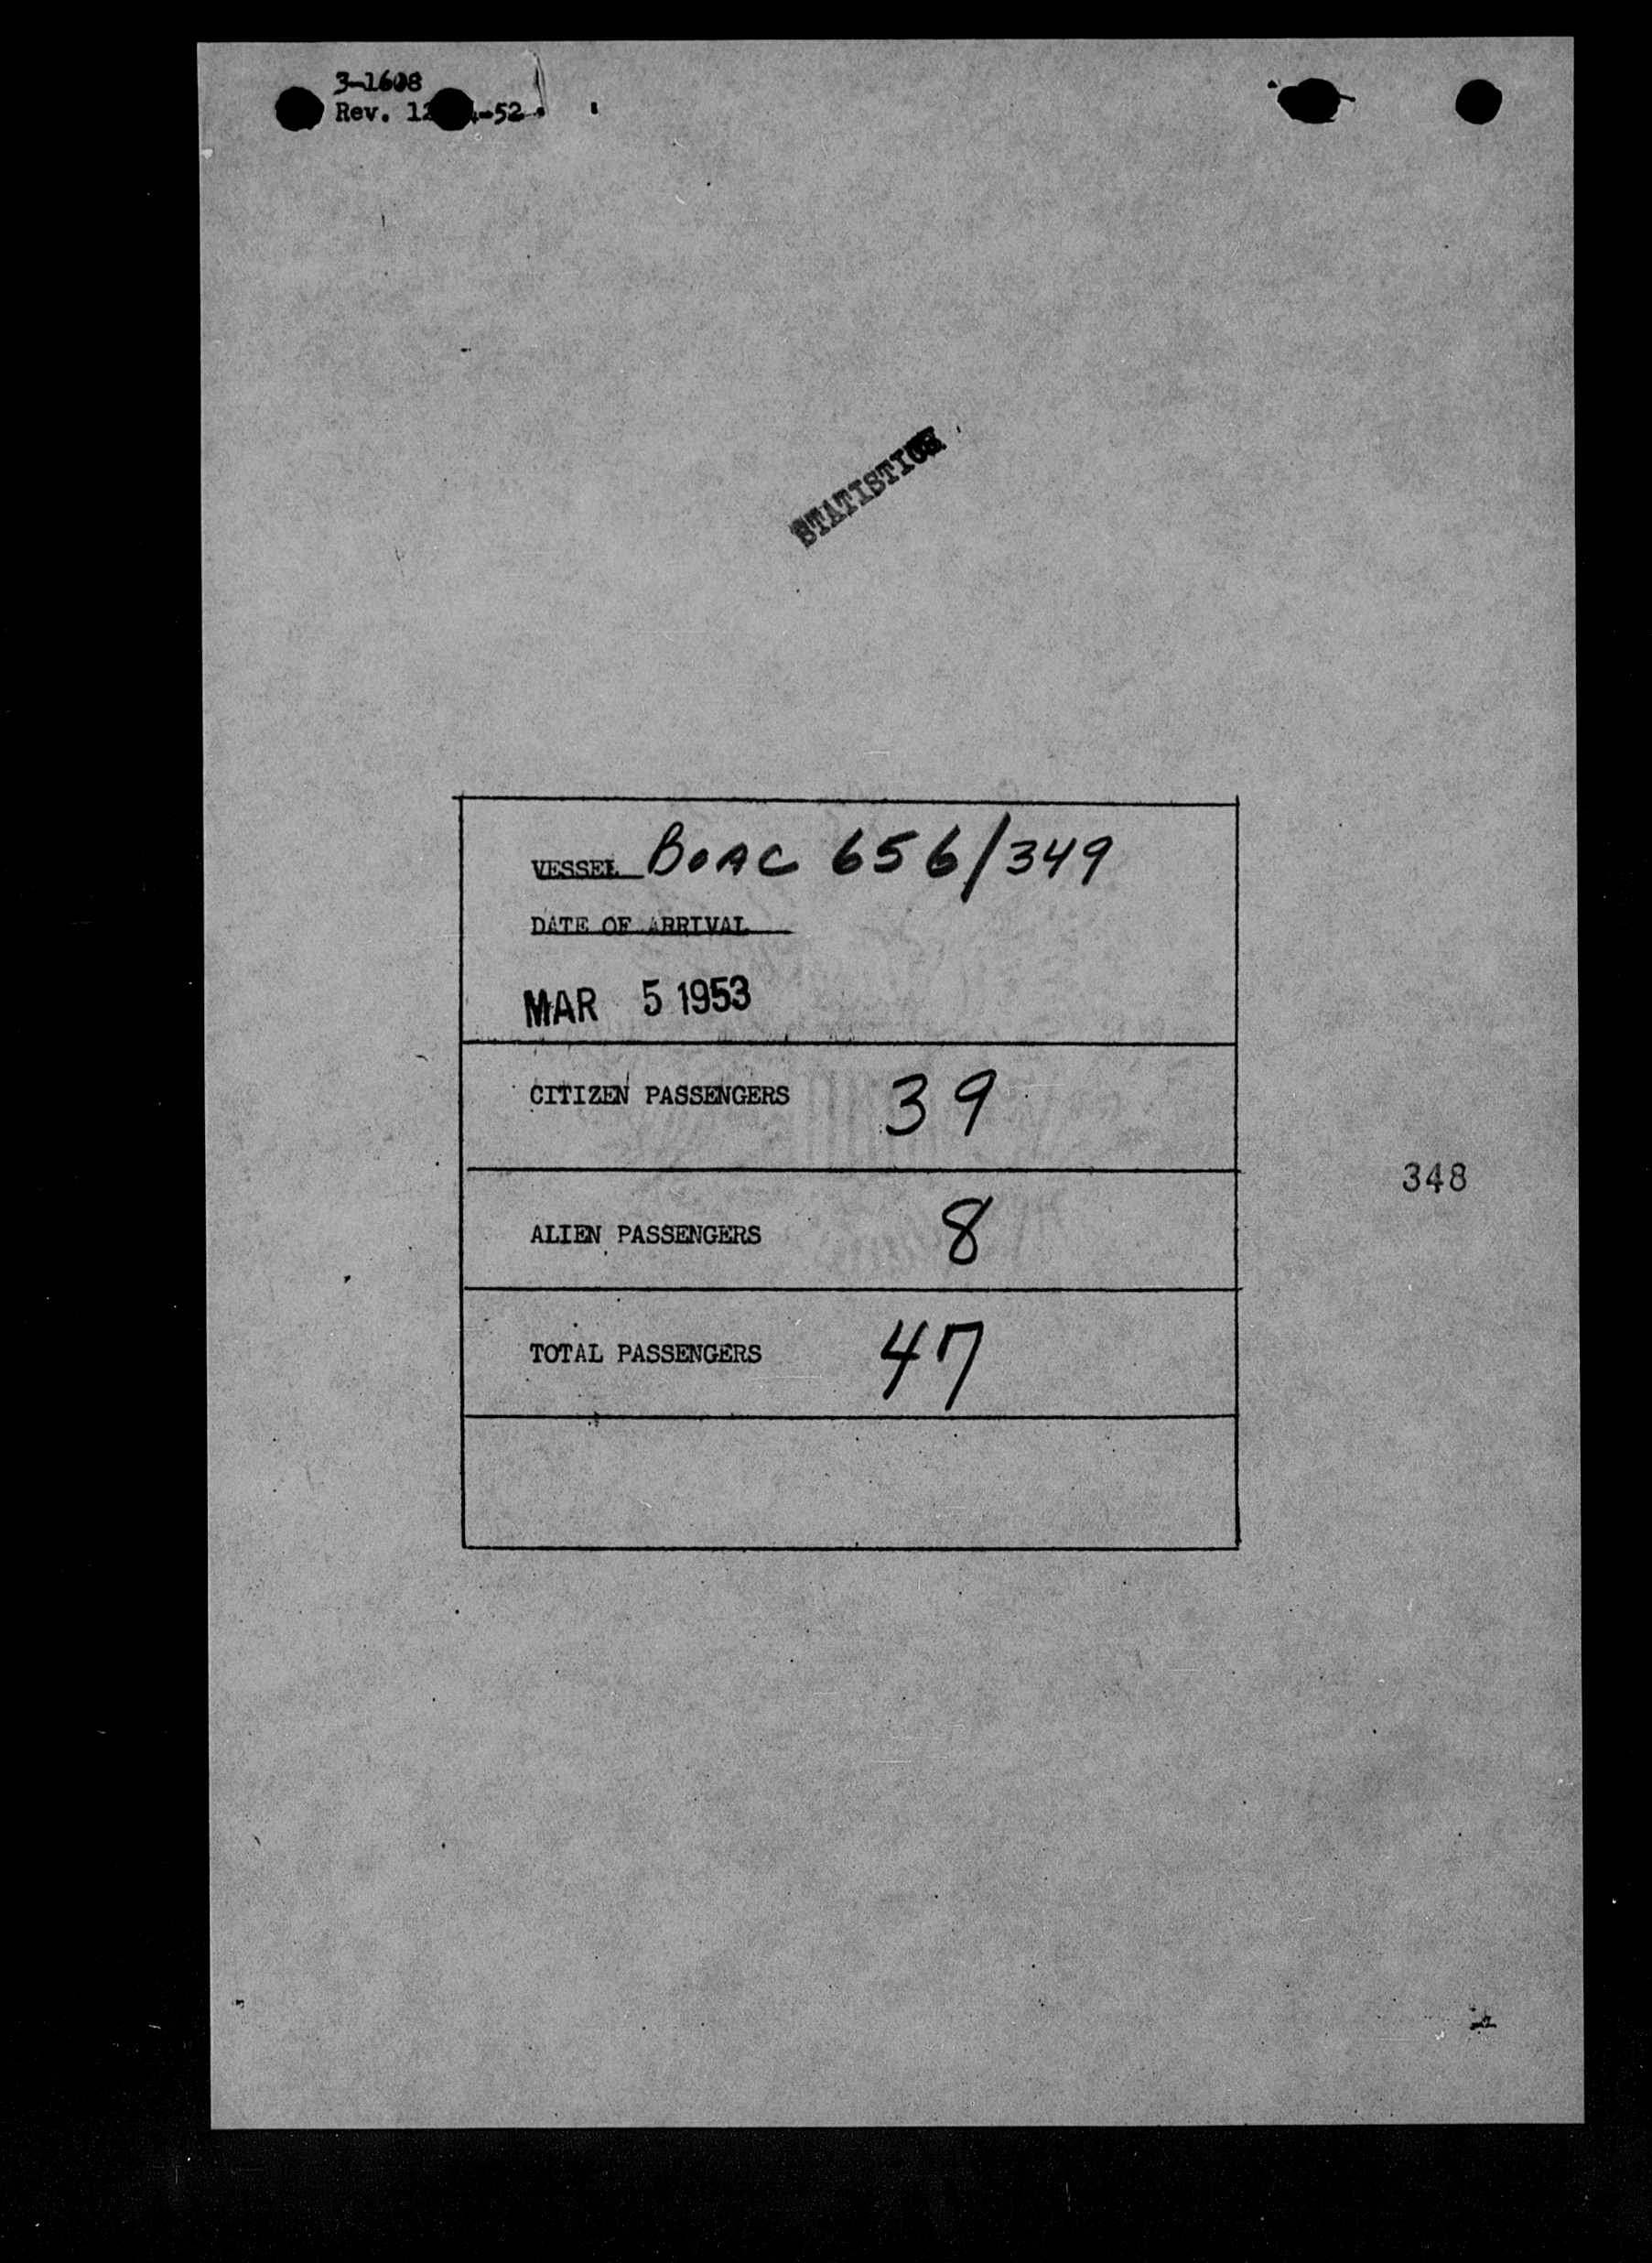 3-1608
Rev. 12 -52
STATISTICS
VESSEL BOAC 656/349
DATE OF ARRIVAL
MAR 5 1953
CITIZEN PASSENGERS 39
348
ALIEN PASSENGERS 8
TOTAL PASSENGERS 47